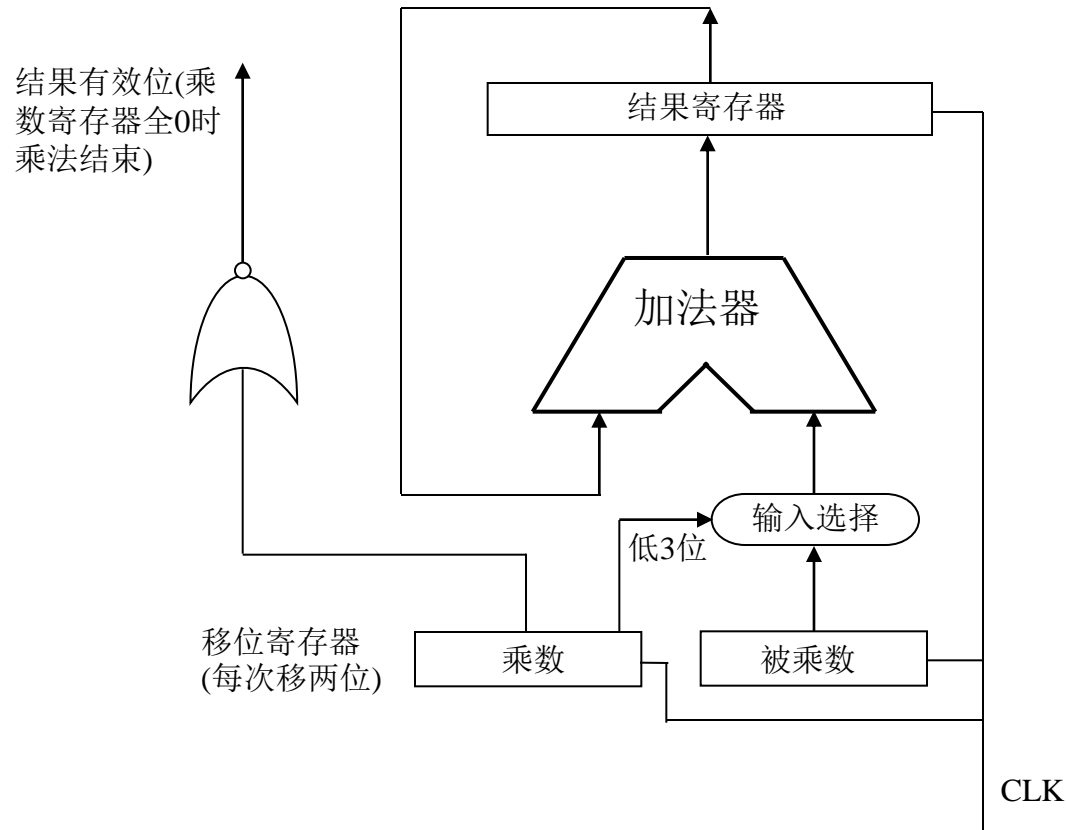 结果有效位(乘
数寄存器全0时
乘法结束)
结果寄存器
加法器
输入选择
低3位
移位寄存器
(每次移两位)
乘数
被乘数
CLK